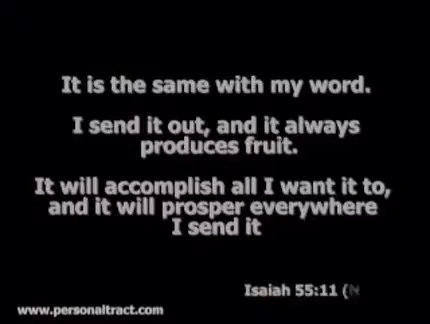 It is the same with my word.
I send it out, and it always
produces fruit.
It will accomplish all I want it to,
and it will prosper everywhere
I send it
Isaiah 55:11 (
www.personaltract.com